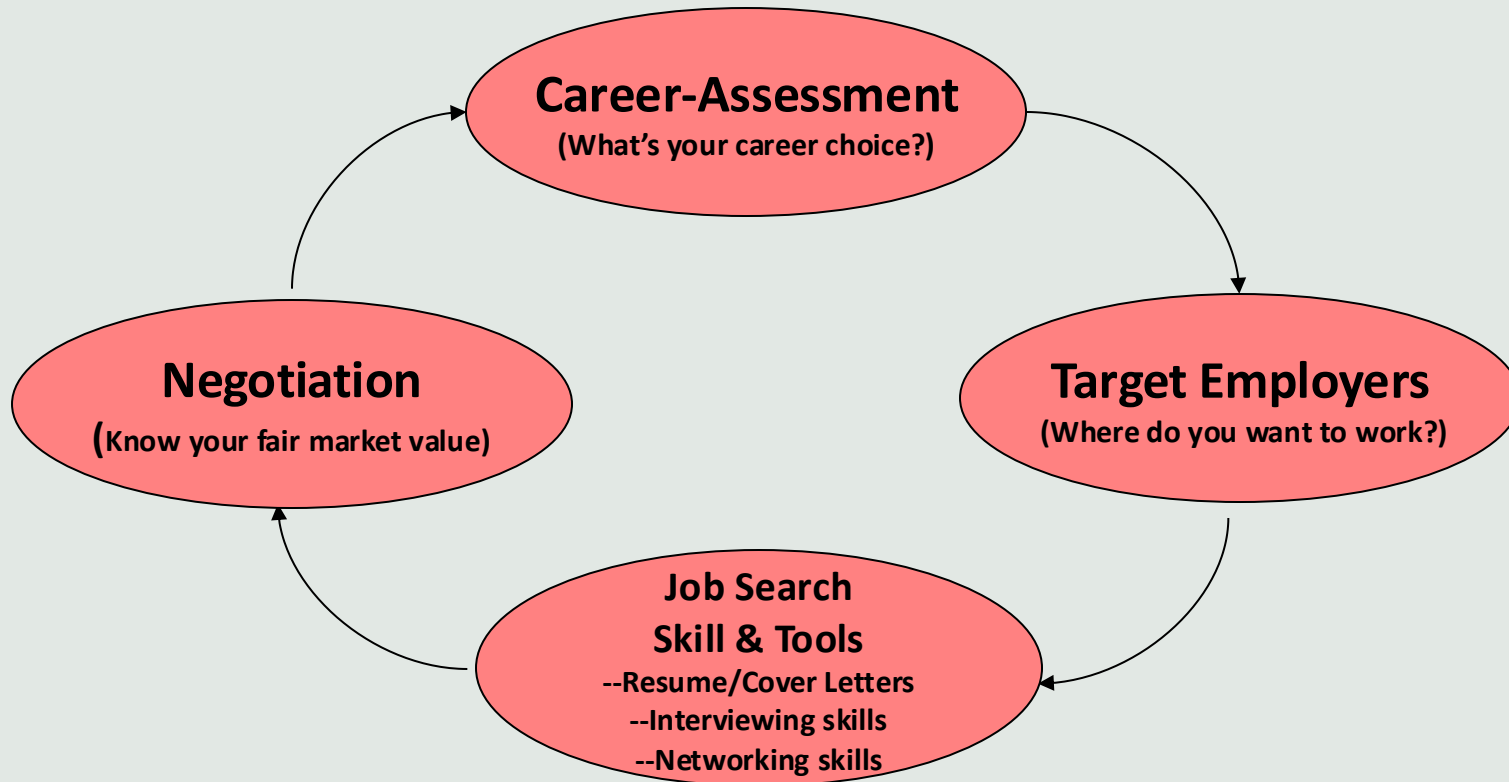 Career-Assessment
(What’s your career choice?)
Negotiation
(Know your fair market value)
Target Employers
(Where do you want to work?)
Job Search
Skill & Tools
--Resume/Cover Letters
--Interviewing skills
--Networking skills